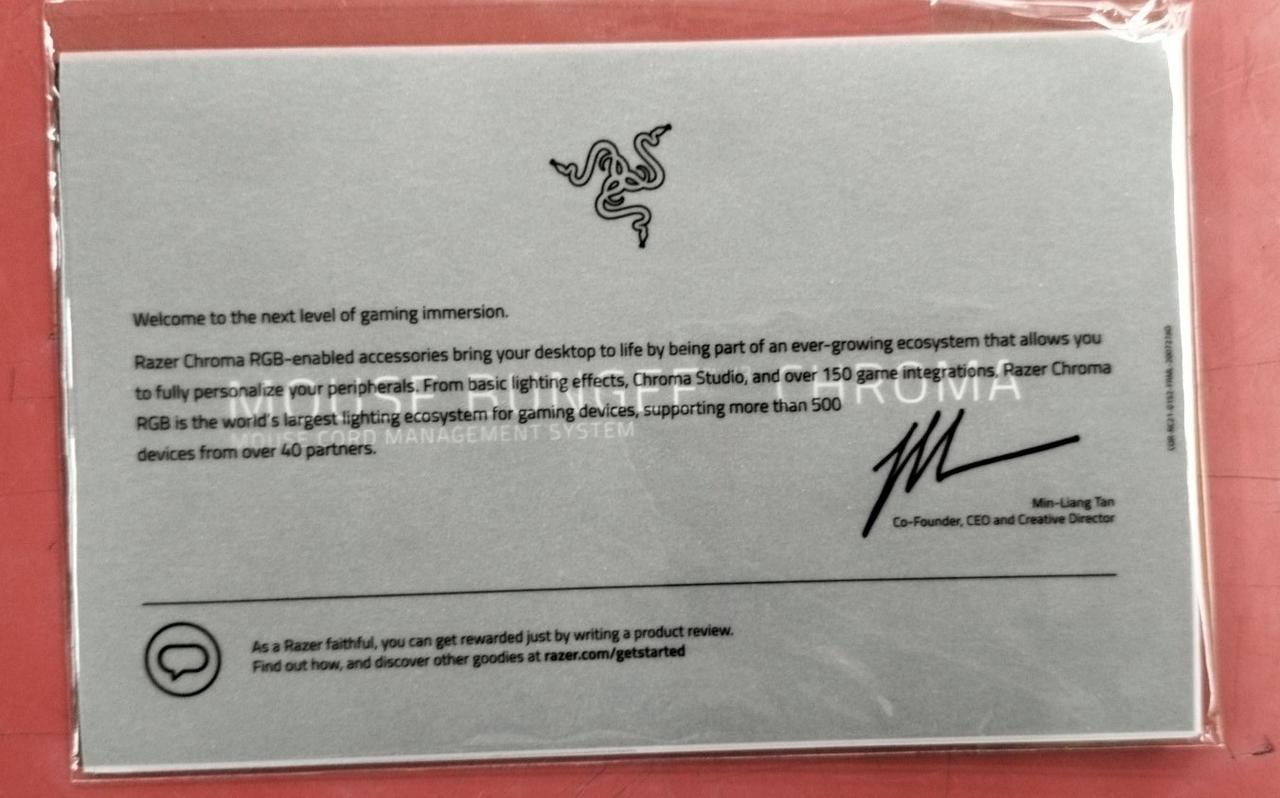 Welcome to the next level of gaming immersion.
Razer Chroma RGB-enabled accessories bring your desktop to life by being part of an ever-growing ecosystem that allows you
to fully personalize your peripherals. From basic lighting effects, Chroma Studio, and over 150 game integrations, Razer Chroma
RGB is the world's largest lighting ecosystem for gaming devices, supporting more than 500
devices from over 40 partners.
MOUSE BUNGEE CHROMA
MOUSE CORD MANAGEMENT SYSTEM
Min-Liang Tan
Co-Founder, CEO and Creative Director
As a Razer faithful, you can get rewarded just by writing a product review.
Find out how, and discover other goodies at razer.com/getstarted